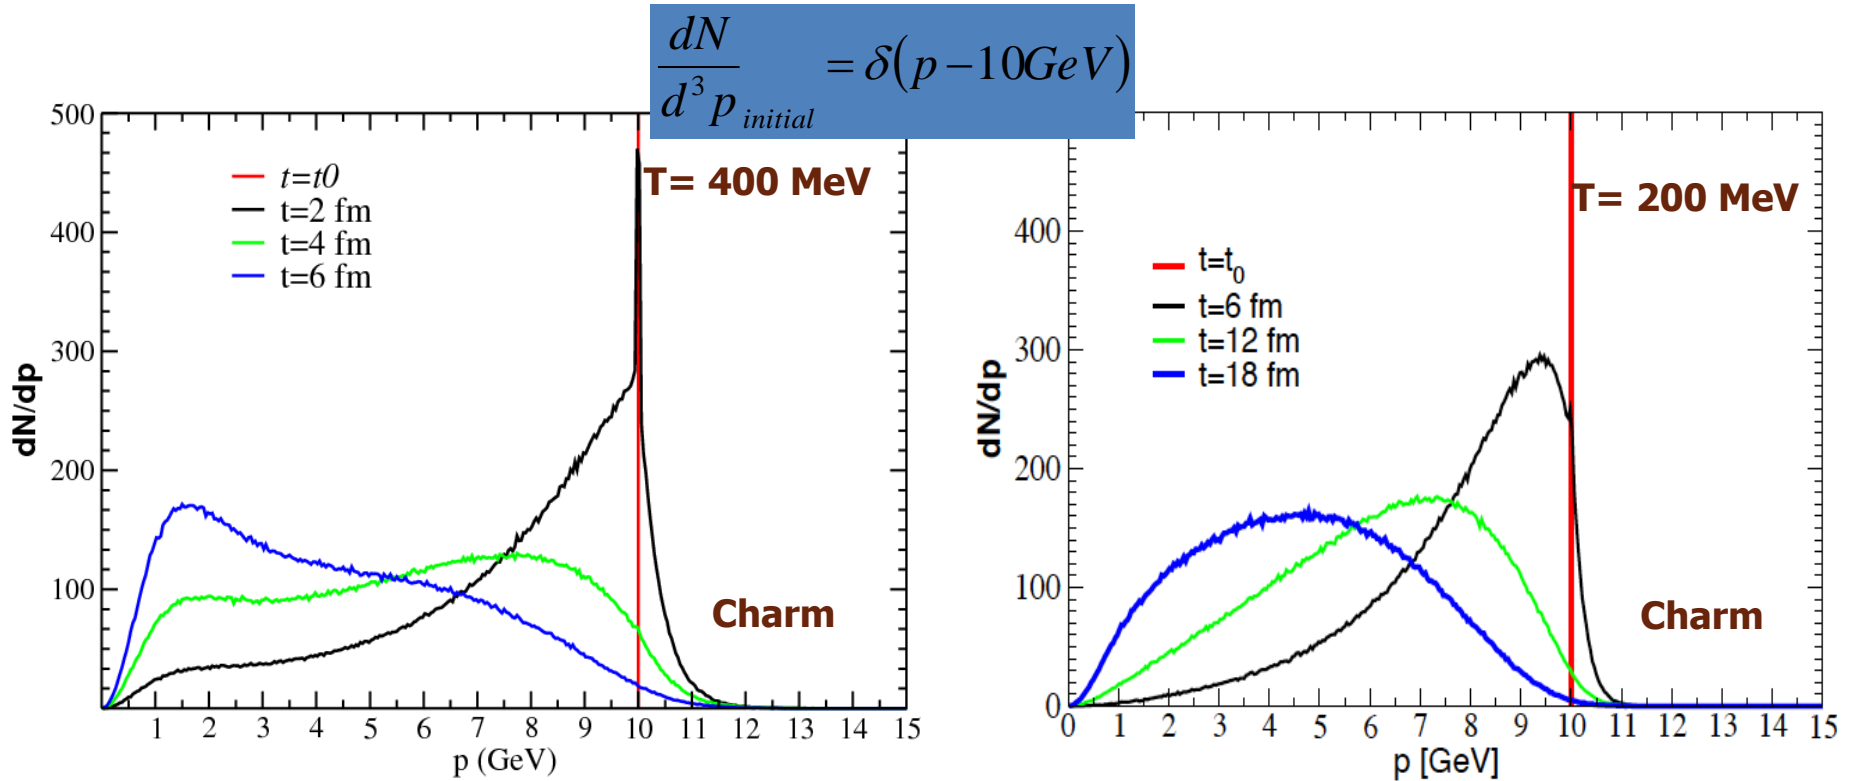 dN
d³p initial = δ(p − 10GeV)
500
400
300
200
100
t=t0
t=2 fm
t=4 fm
t=6 fm
T= 400 MeV
Charm
dN/dp
1 2 3 4 5 6 7 8 9 10 11 12 13 14 15
p (GeV)
400
300
200
100
0
t=t₀
t=6 fm
t=12 fm
t=18 fm
T= 200 MeV
Charm
dN/dp
0 1 2 3 4 5 6 7 8 9 10 11 12 13 14 15
p [GeV]